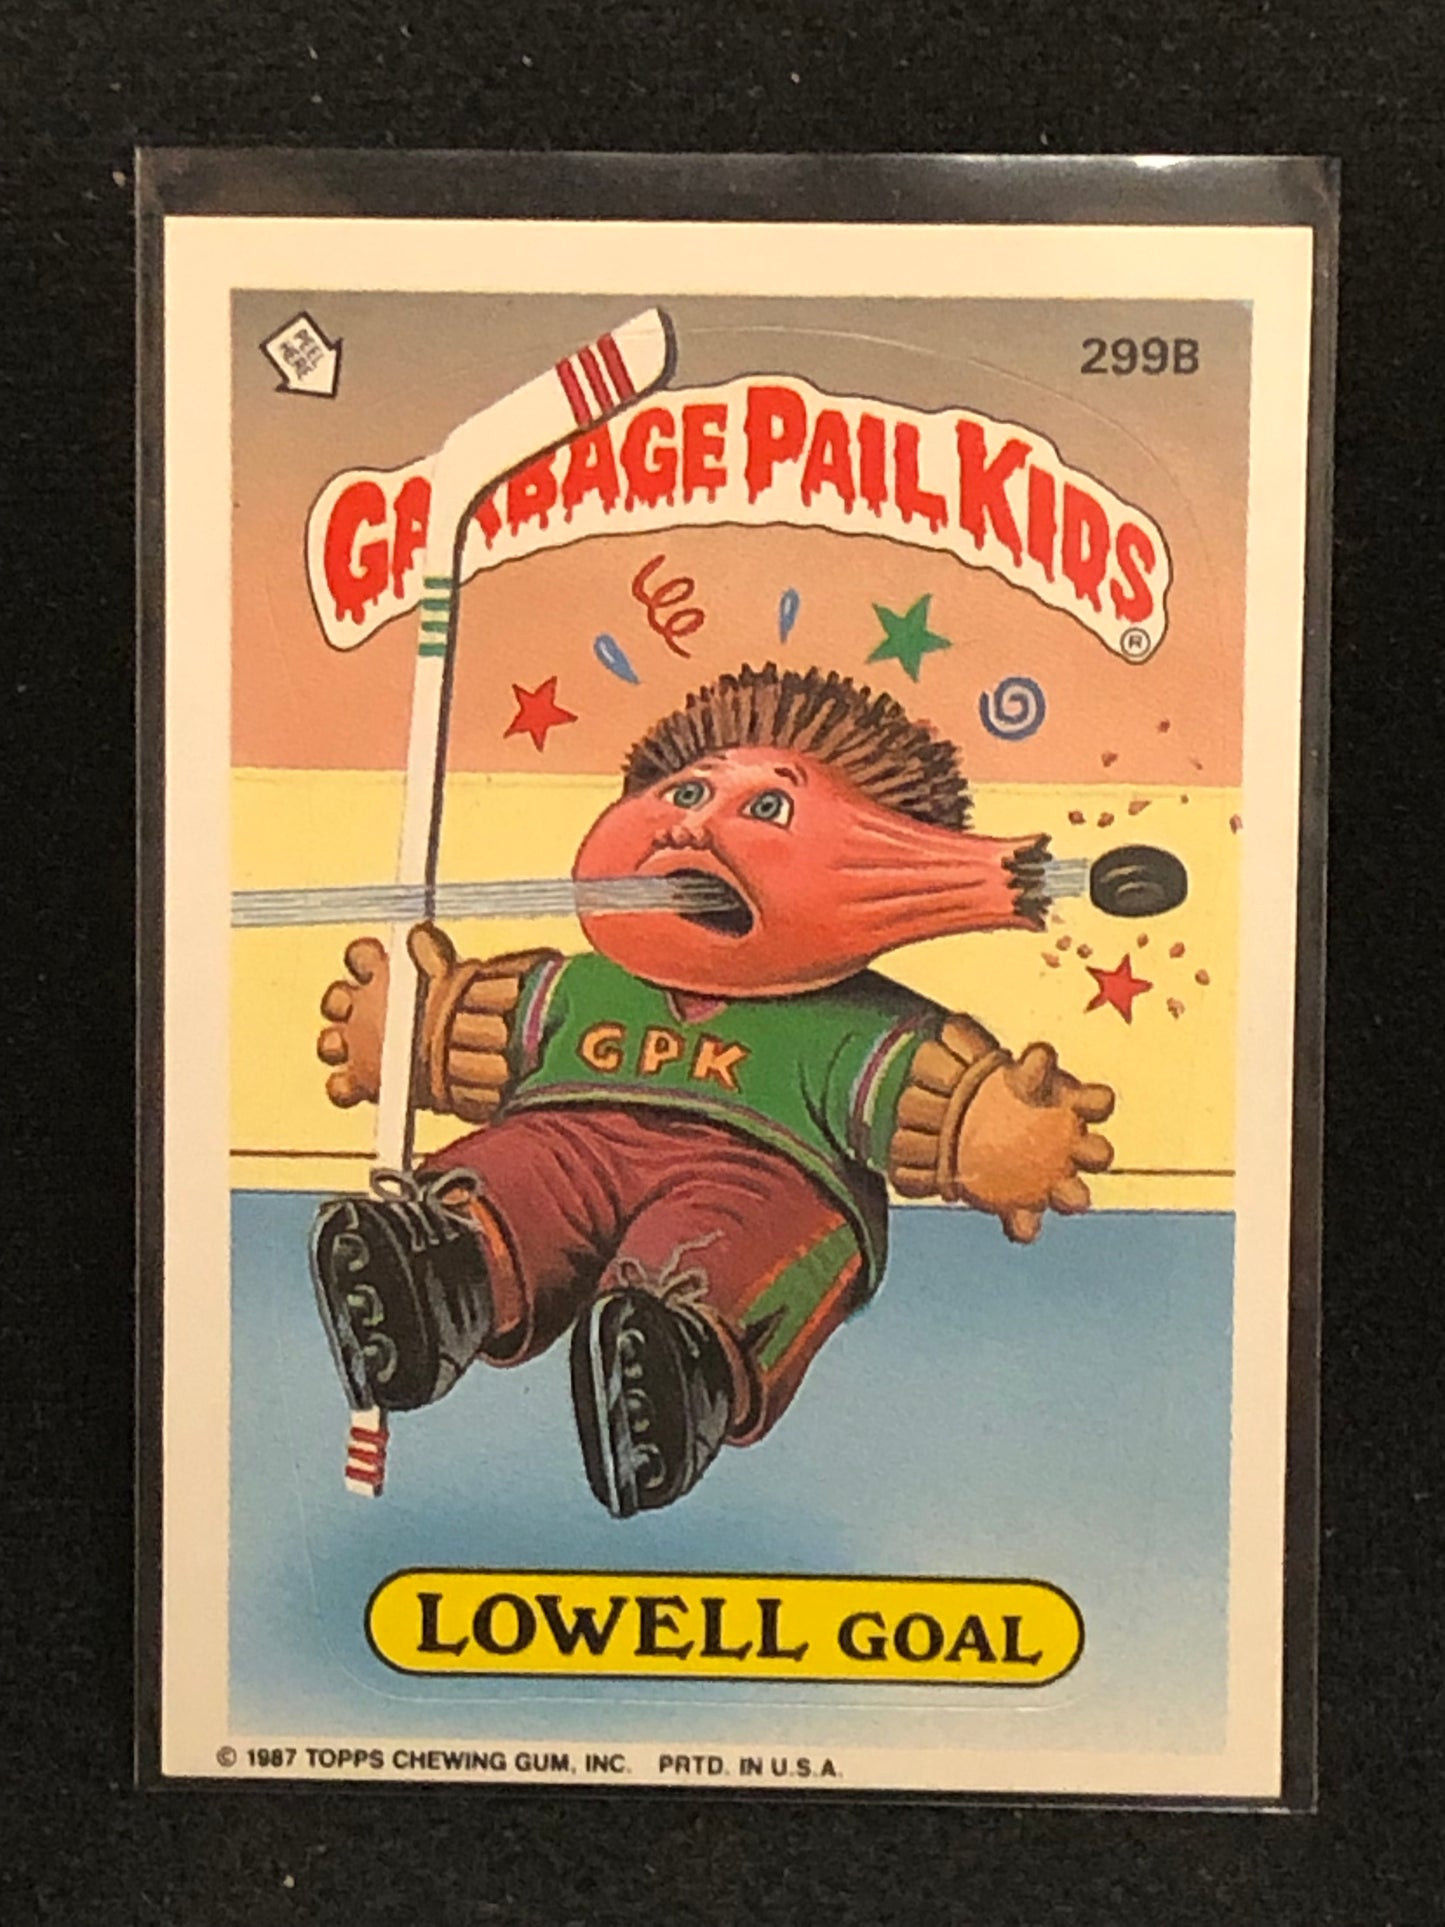 299B
GARBAGE PAIL KIDS
®
GPK
LOWELL GOAL
© 1987 TOPPS CHEWING GUM, INC. PRTD. IN U.S.A.